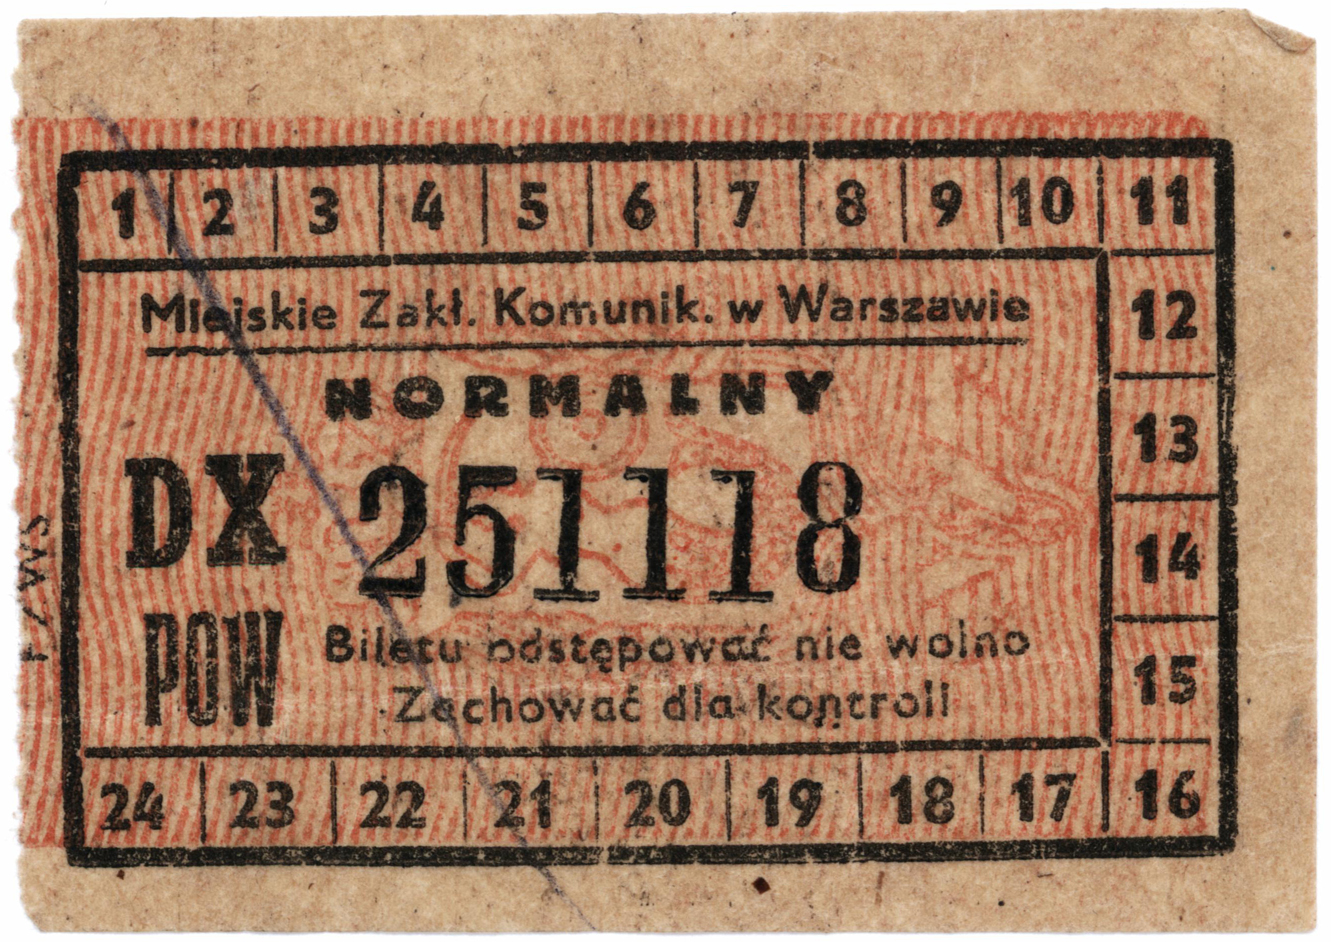 1 2 3 4 5 6 7 8 9 10 11
Miejskie Zakł. Komunik. w Warszawie
12
NORMALNY
13
DX 251118
14
POW
Biletu odstępować nie wolno
Zachować dla kontroli
15
24 23 22 21 20 19 18 17 16